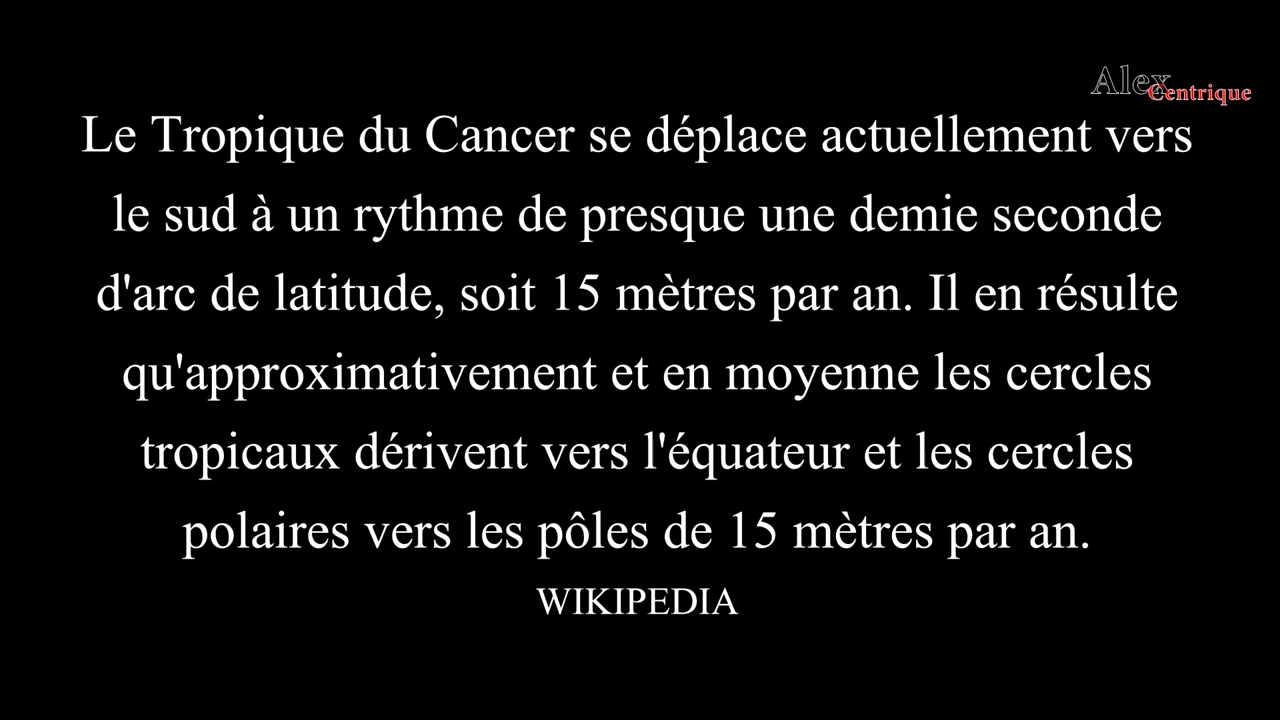 Alex
Centrique
Le Tropique du Cancer se déplace actuellement vers
le sud à un rythme de presque une demie seconde
d'arc de latitude, soit 15 mètres par an. Il en résulte
qu'approximativement et en moyenne les cercles
tropicaux dérivent vers l'équateur et les cercles
polaires vers les pôles de 15 mètres par an.
WIKIPEDIA